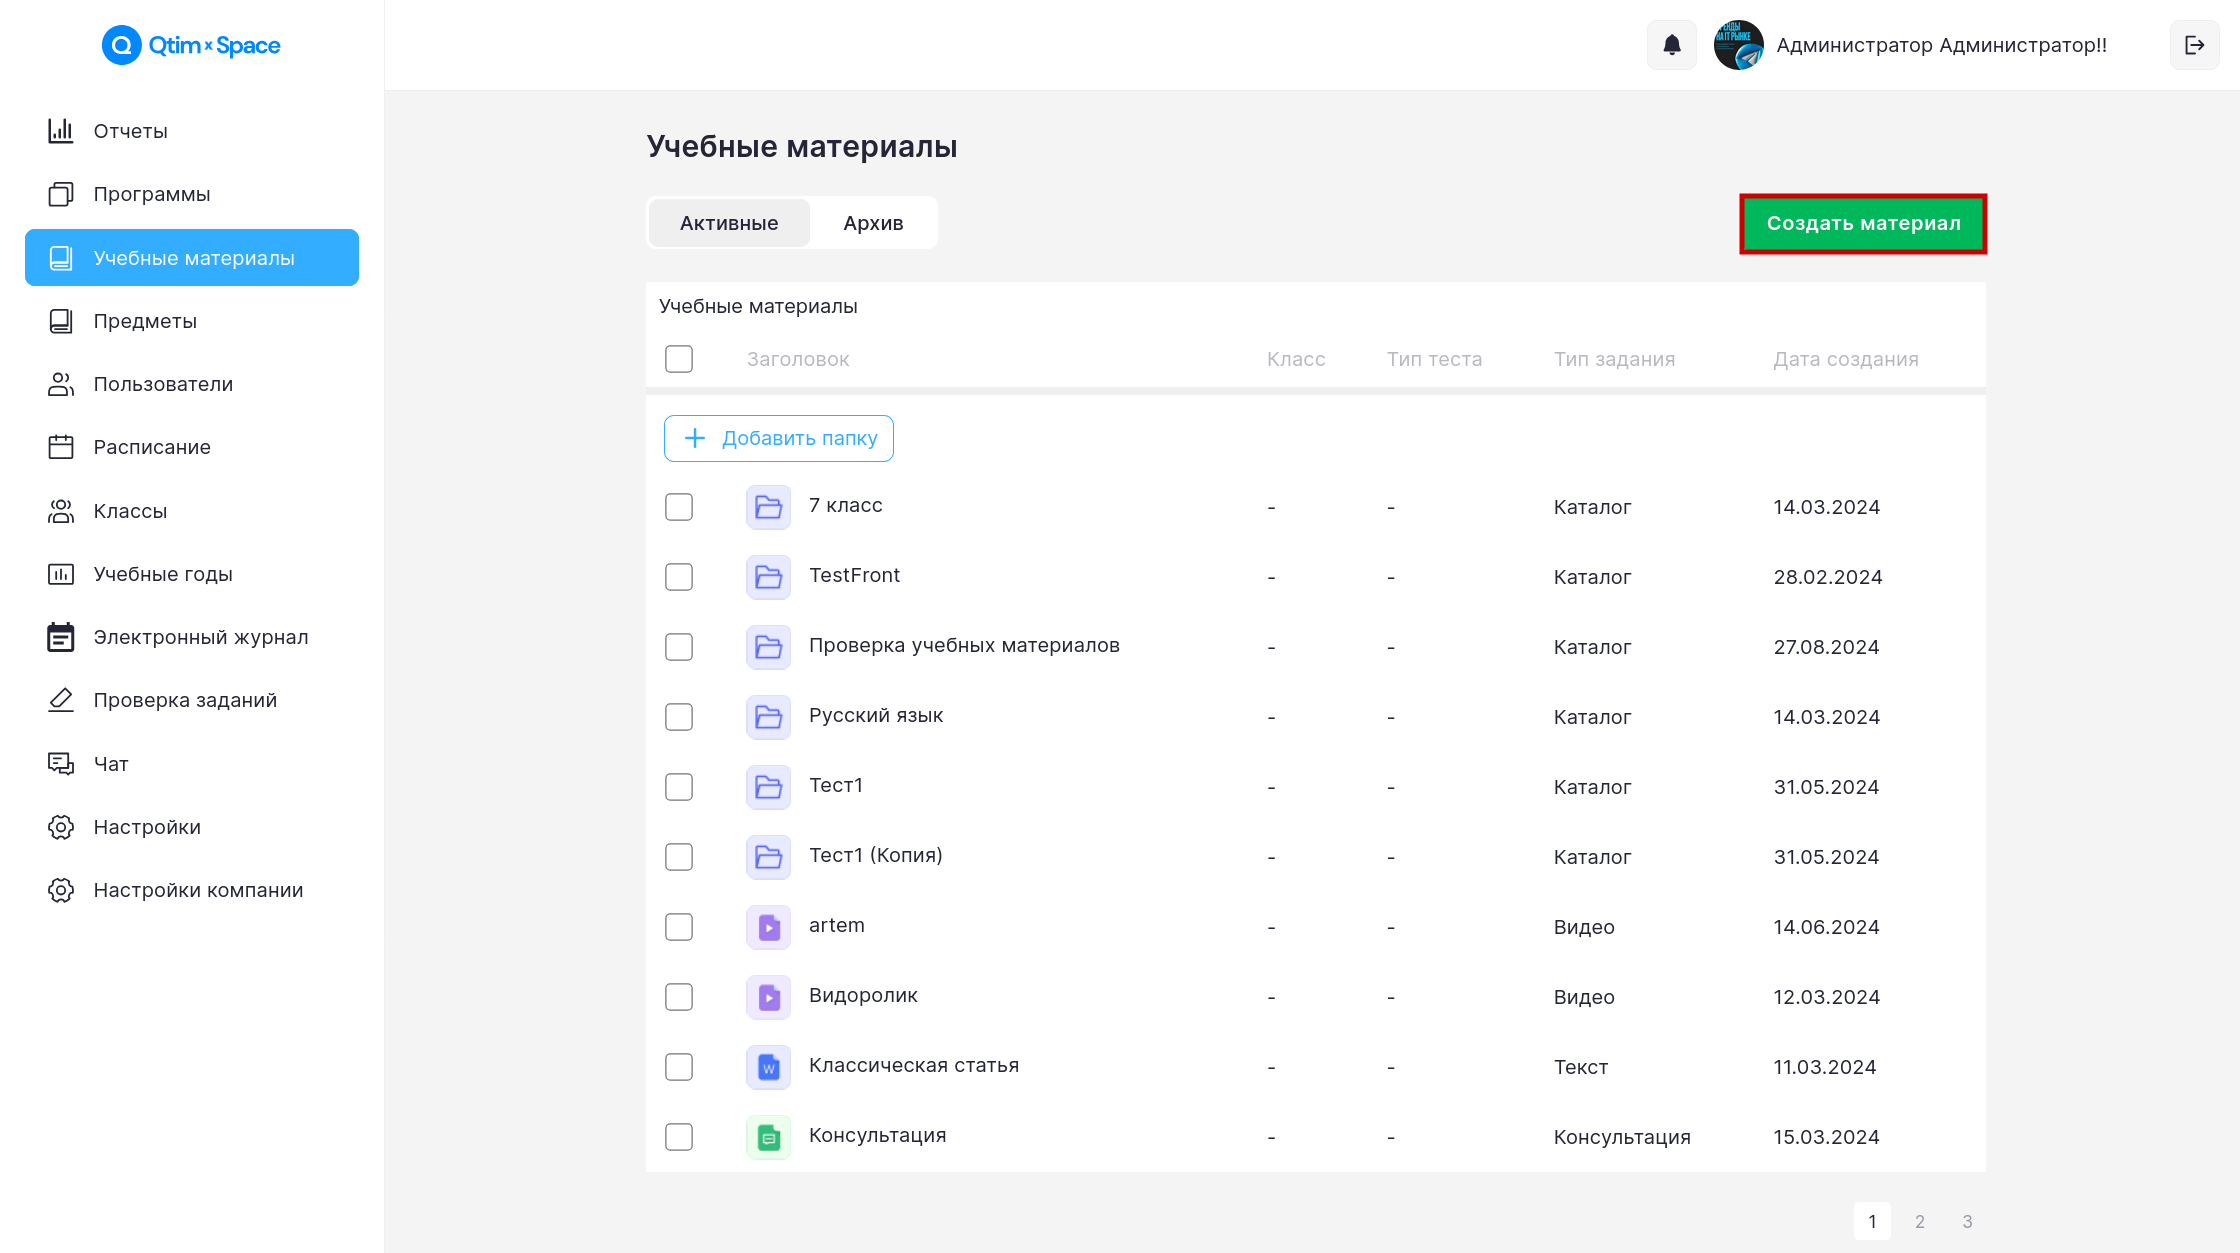 Qtim × Space
Администратор Администратор!!
Отчеты
Программы
Учебные материалы
Предметы
Пользователи
Расписание
Классы
Учебные годы
Электронный журнал
Проверка заданий
Чат
Настройки
Настройки компании
Учебные материалы
Активные Архив
Создать материал
Учебные материалы
Заголовок Класс Тип теста Тип задания Дата создания
Добавить папку
7 класс - - Каталог 14.03.2024
TestFront - - Каталог 28.02.2024
Проверка учебных материалов - - Каталог 27.08.2024
Русский язык - - Каталог 14.03.2024
Тест1 - - Каталог 31.05.2024
Тест1 (Копия) - - Каталог 31.05.2024
artem - - Видео 14.06.2024
Видоролик - - Видео 12.03.2024
W Классическая статья - - Текст 11.03.2024
Консультация - - Консультация 15.03.2024
1 2 3